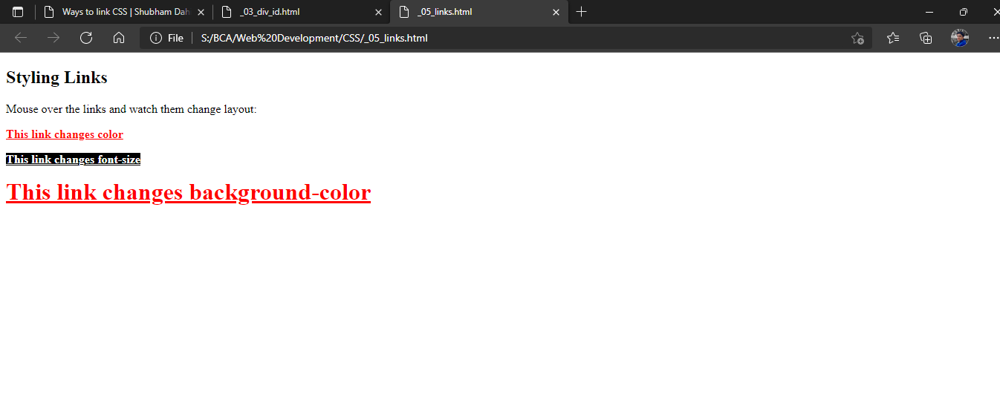 Ways to link CSS | Shubham Dah
_03_div_id.html
_05_links.html
File
S:/BCA/Web%20Development/CSS/_05_links.html
Styling Links
Mouse over the links and watch them change layout:
This link changes color
This link changes font-size
This link changes background-color